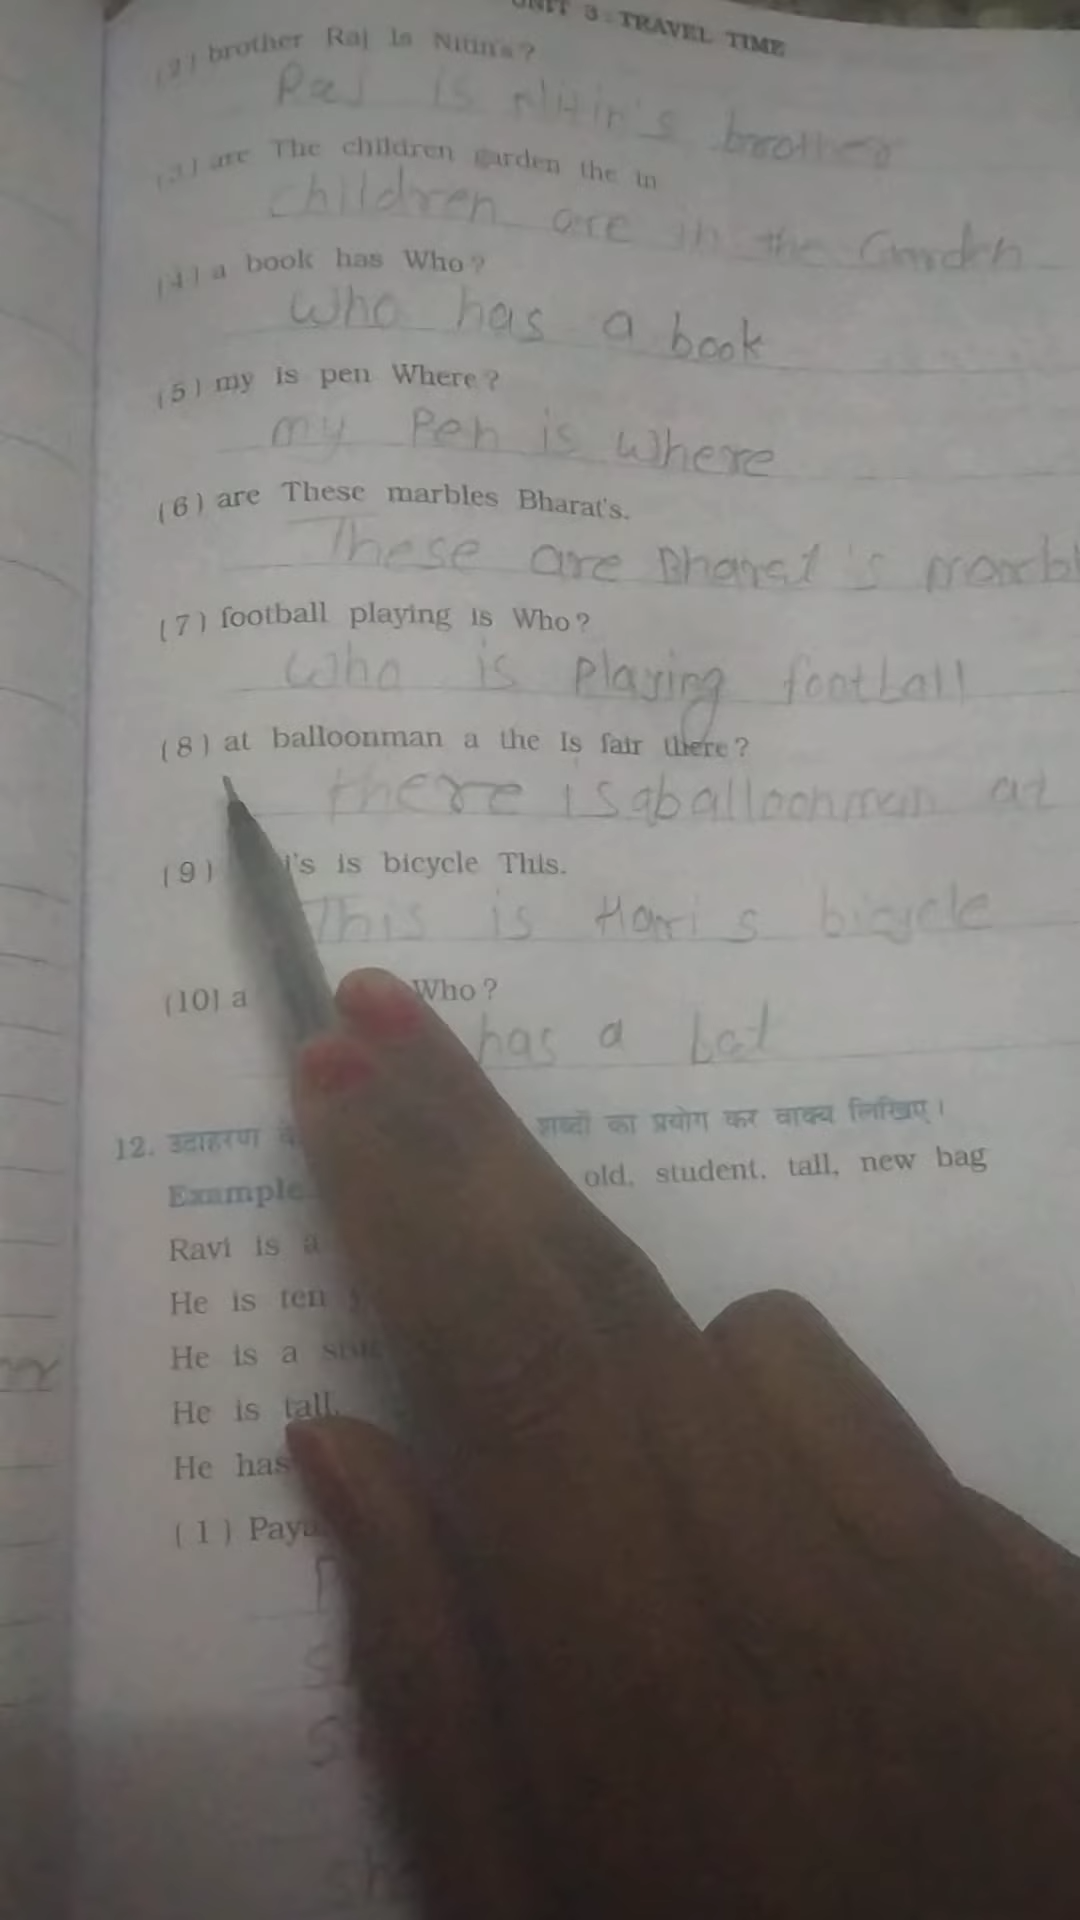 UNIT 3 : TRAVEL TIME
(2) brother Raj is Nitin's?
Raj is Nitin's brother
(3) are The children garden the in
children are in the Garden
(4) a book has Who?
who has a book
(5) my is pen Where?
my Pen is where
(6) are These marbles Bharat's.
These are Bharat's marbl
(7) football playing is Who?
Who is Playing football
(8) at balloonman a the Is fair there?
there is a balloonman at
(9) 's is bicycle This.
This is Hari s bicycle
(10) a Who?
has a bat
12. उदाहरण शब्दों का प्रयोग कर वाक्य लिखिए।
Example old, student, tall, new bag
Ravi is a
He is ten
He is a
He is tall.
He has
(1)